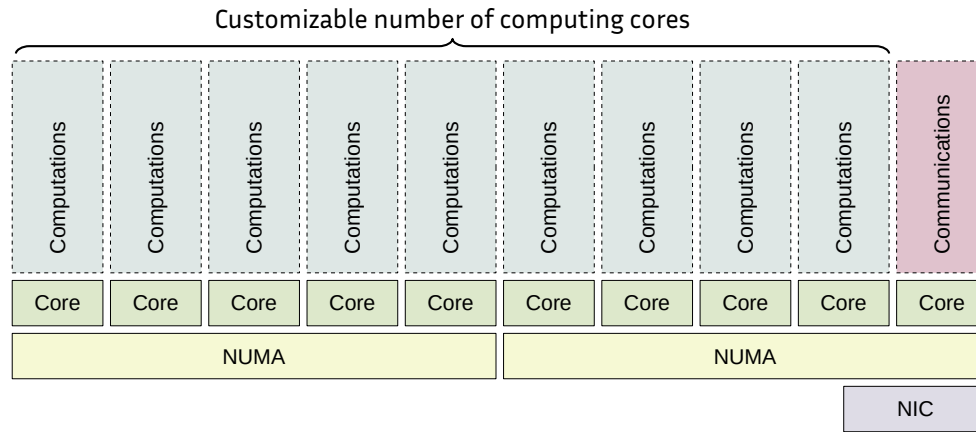 Customizable number of computing cores
Computations Computations Computations Computations Computations Computations Computations Computations Computations Communications
Core Core Core Core Core Core Core Core Core Core
NUMA NUMA
NIC